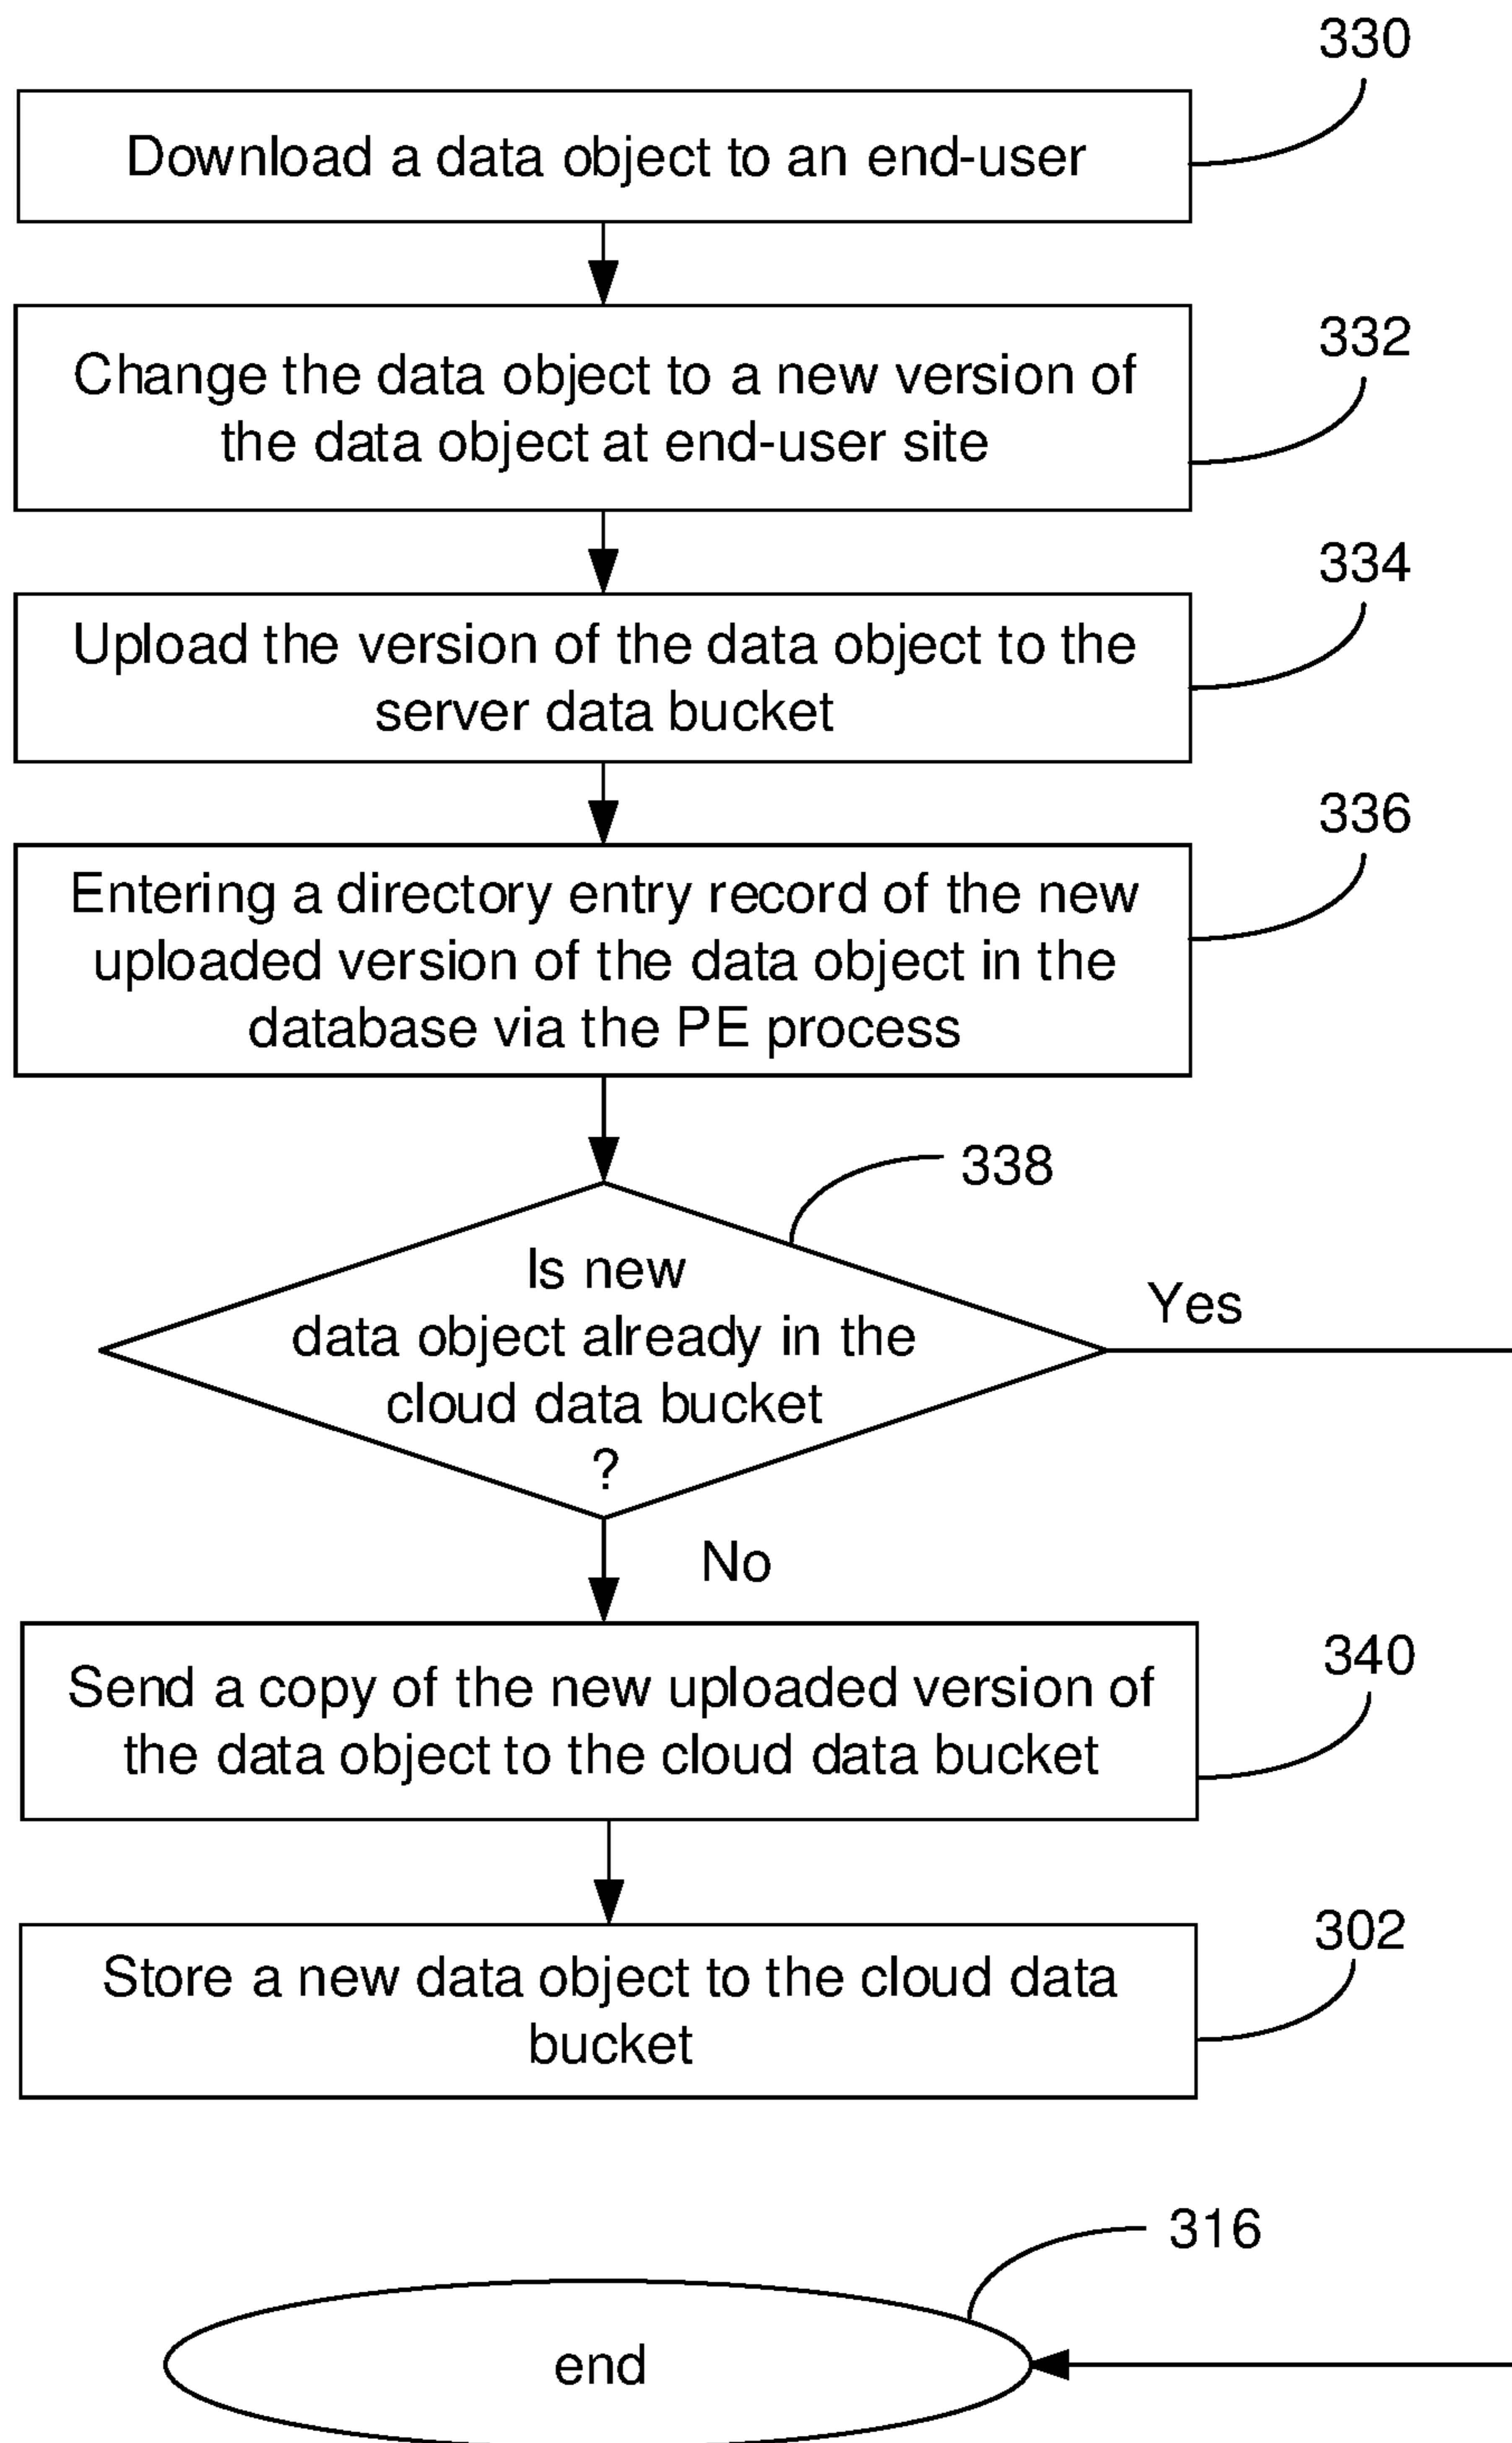 330
Download a data object to an end-user
332
Change the data object to a new version of
the data object at end-user site
334
Upload the version of the data object to the
server data bucket
336
Entering a directory entry record of the new
uploaded version of the data object in the
database via the PE process
338
Is new
data object already in the
cloud data bucket
?
Yes
No
340
Send a copy of the new uploaded version of
the data object to the cloud data bucket
302
Store a new data object to the cloud data
bucket
316
end